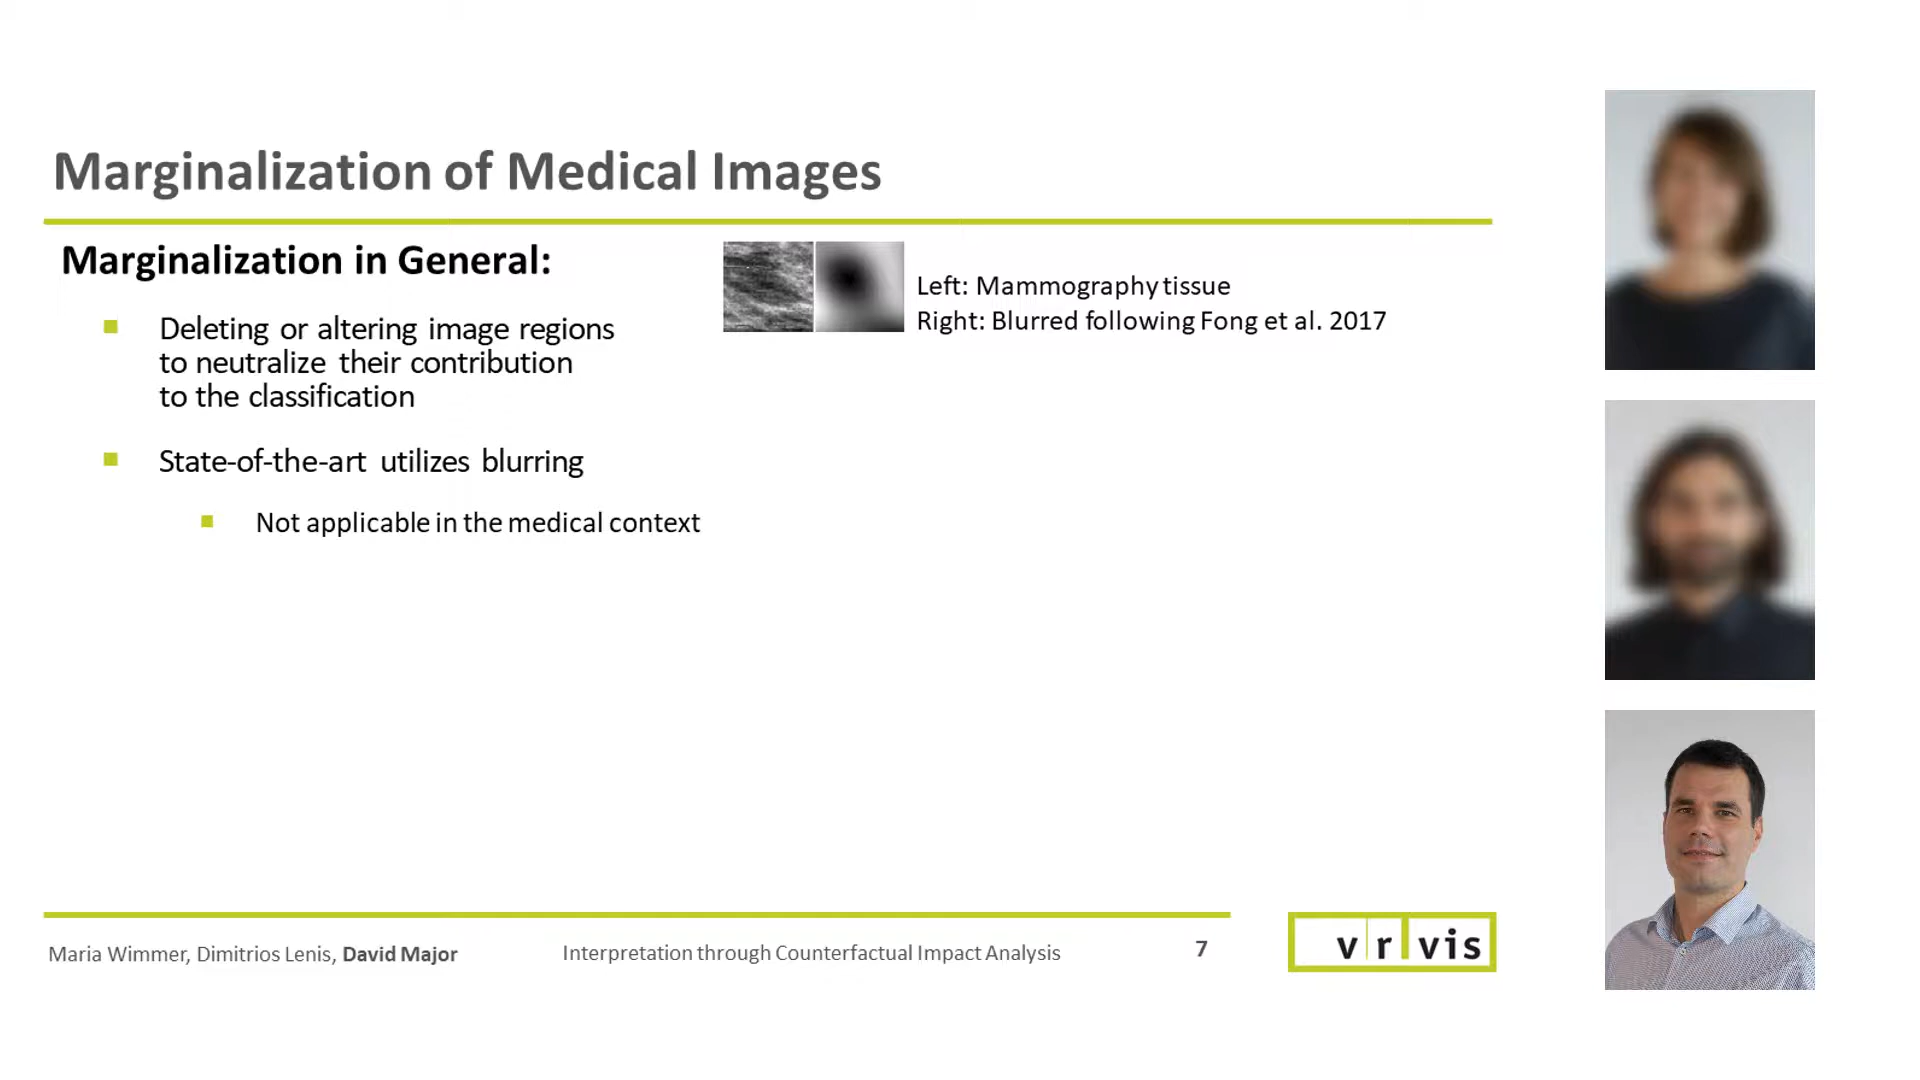 Marginalization of Medical Images
Marginalization in General:
Deleting or altering image regions
to neutralize their contribution
to the classification
State-of-the-art utilizes blurring
Not applicable in the medical context
Left: Mammography tissue
Right: Blurred following Fong et al. 2017
Maria Wimmer, Dimitrios Lenis, David Major
Interpretation through Counterfactual Impact Analysis
7
vrvis